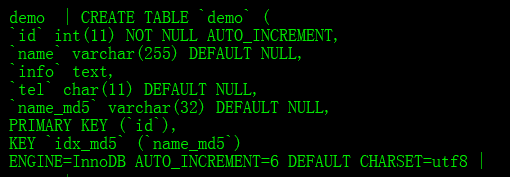 demo | CREATE TABLE `demo` (
`id` int(11) NOT NULL AUTO_INCREMENT,
`name` varchar(255) DEFAULT NULL,
`info` text,
`tel` char(11) DEFAULT NULL,
`name_md5` varchar(32) DEFAULT NULL,
PRIMARY KEY (`id`),
KEY `idx_md5` (`name_md5`)
ENGINE=InnoDB AUTO_INCREMENT=6 DEFAULT CHARSET=utf8 |